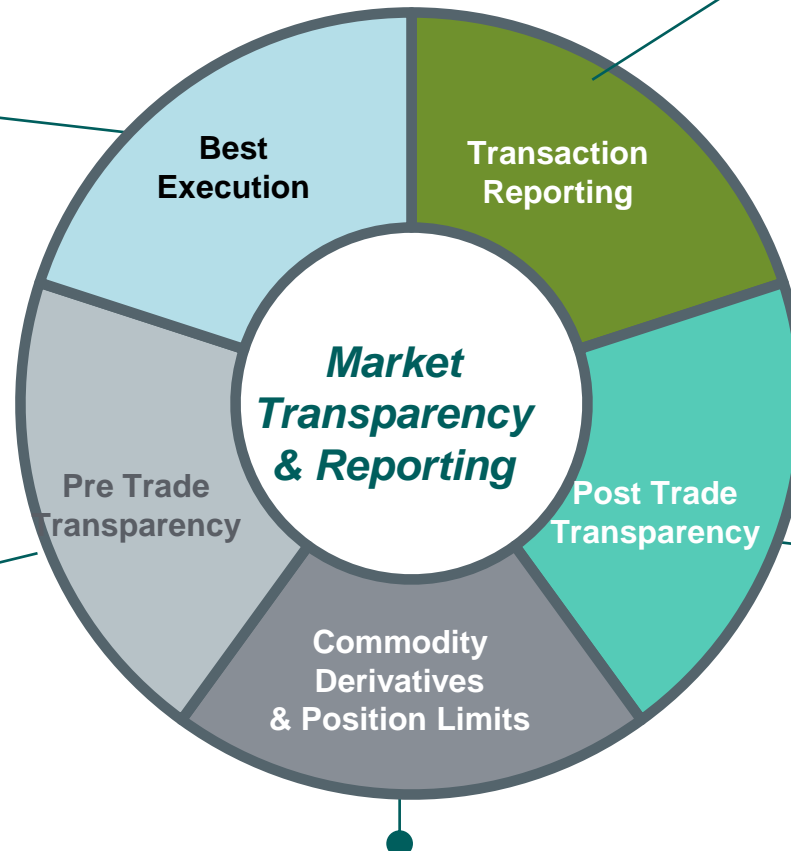 Best
Execution
Transaction
Reporting
Market
Transparency
& Reporting
Pre Trade
Transparency
Post Trade
Transparency
Commodity
Derivatives
& Position Limits